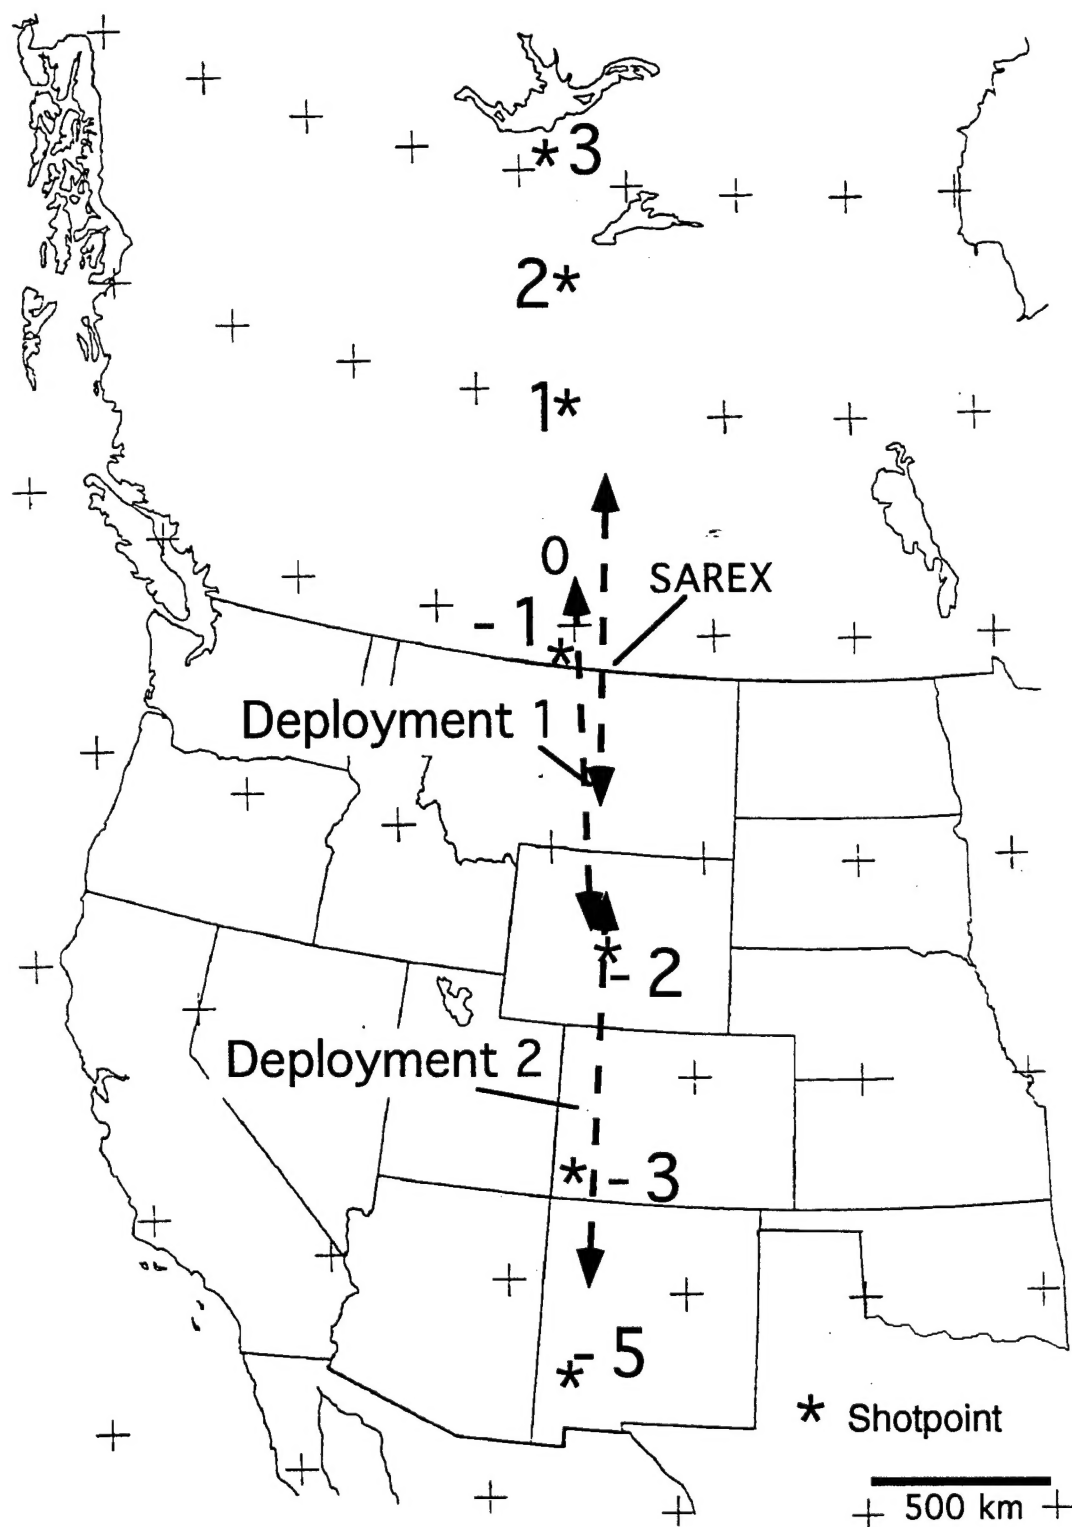 *3
2*
1*
0
SAREX
- 1
*
Deployment 1
*
- 2
Deployment 2
* - 3
- 5
*
* Shotpoint
500 km